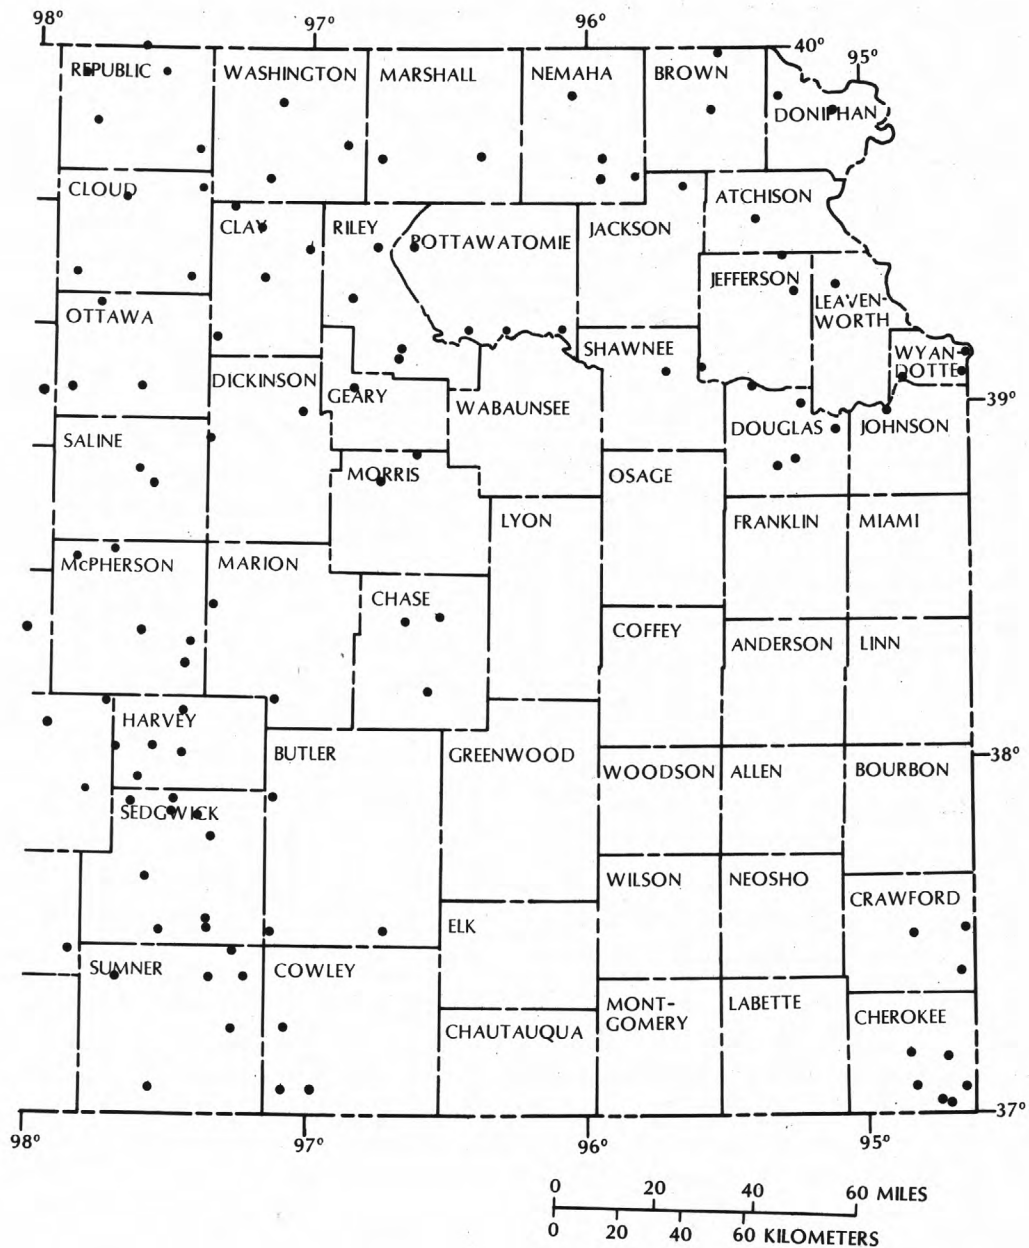 98°
97°
96°
40°
95°
REPUBLIC
WASHINGTON
MARSHALL
NEMAHA
BROWN
DONIPHAN
CLOUD
ATCHISON
CLAY
RILEY
POTTAWATOMIE
JACKSON
JEFFERSON
LEAVEN-
WORTH
OTTAWA
SHAWNEE
WYAN-
DOTTE
DICKINSON
GEARY
WABAUNSEE
39°
SALINE
DOUGLAS
JOHNSON
MORRIS
OSAGE
LYON
FRANKLIN
MIAMI
McPHERSON
MARION
CHASE
COFFEY
ANDERSON
LINN
HARVEY
BUTLER
GREENWOOD
38°
WOODSON
ALLEN
BOURBON
SEDGWICK
WILSON
NEOSHO
CRAWFORD
ELK
SUMNER
COWLEY
MONT-
GOMERY
LABETTE
CHEROKEE
CHAUTAUQUA
37°
98°
97°
96°
95°
0 20 40 60 MILES
0 20 40 60 KILOMETERS